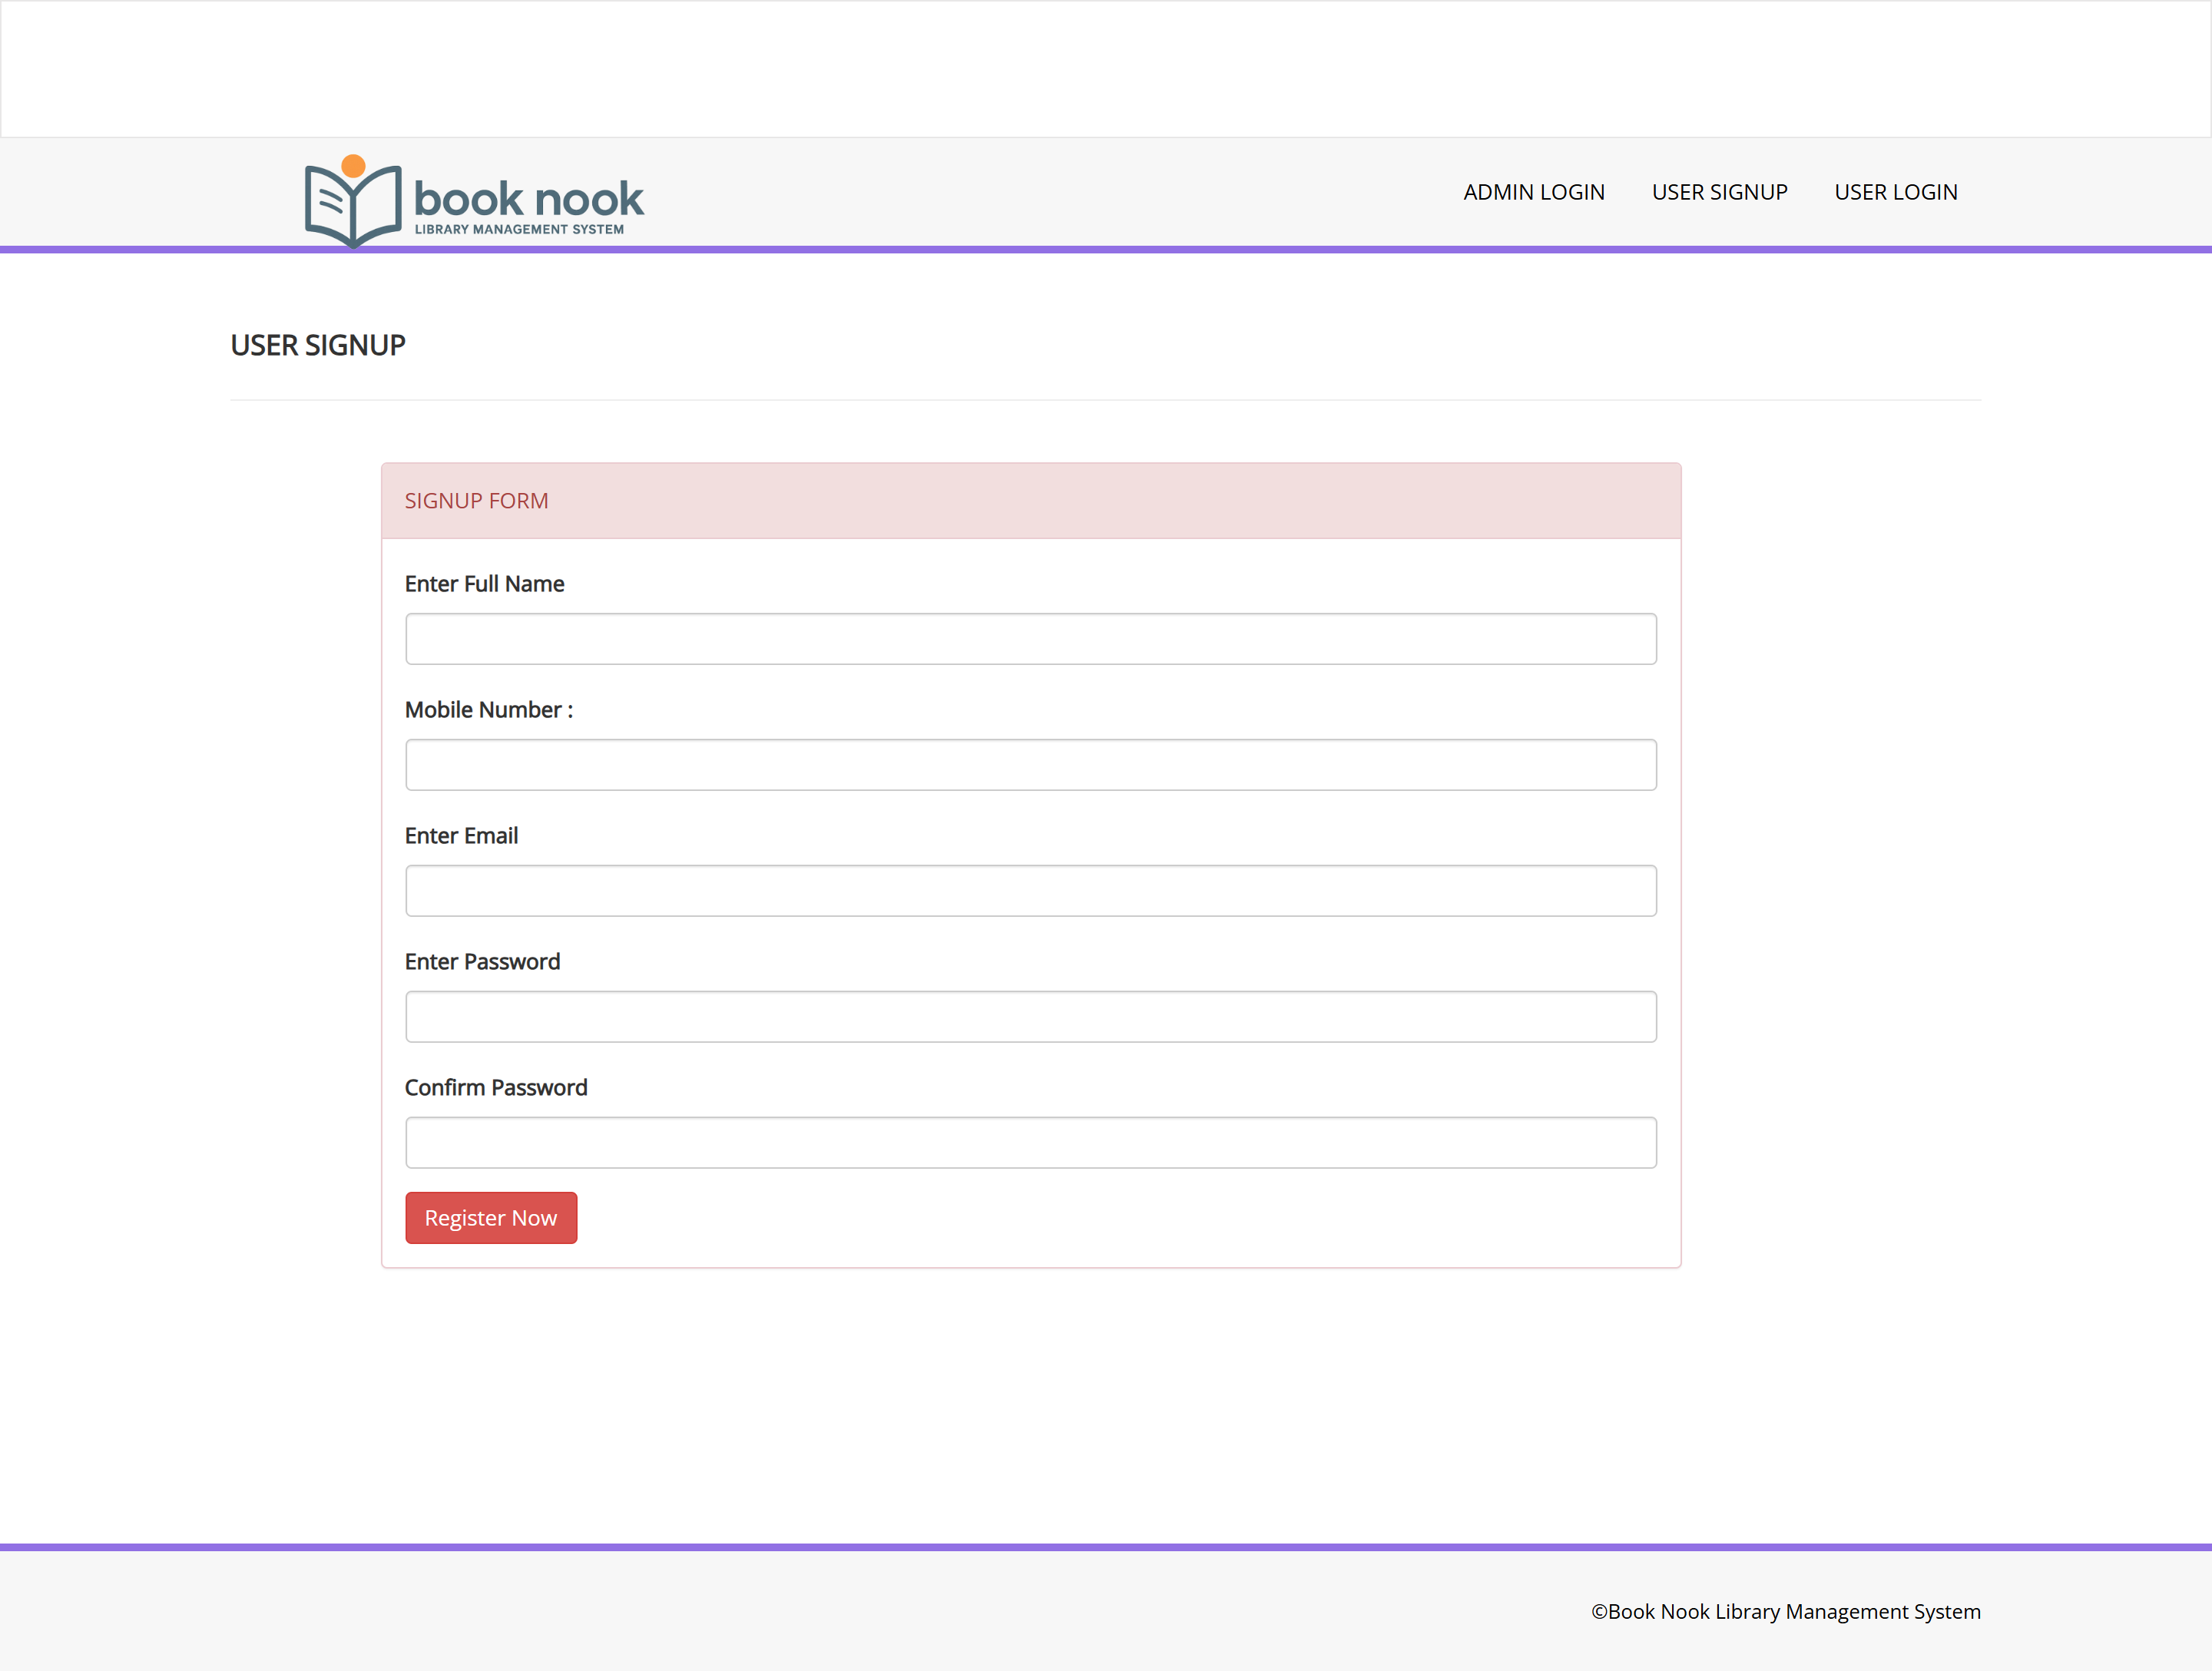 book nook
LIBRARY MANAGEMENT SYSTEM
ADMIN LOGIN
USER SIGNUP
USER LOGIN
USER SIGNUP
SIGNUP FORM
Enter Full Name
Mobile Number :
Enter Email
Enter Password
Confirm Password
Register Now
©Book Nook Library Management System